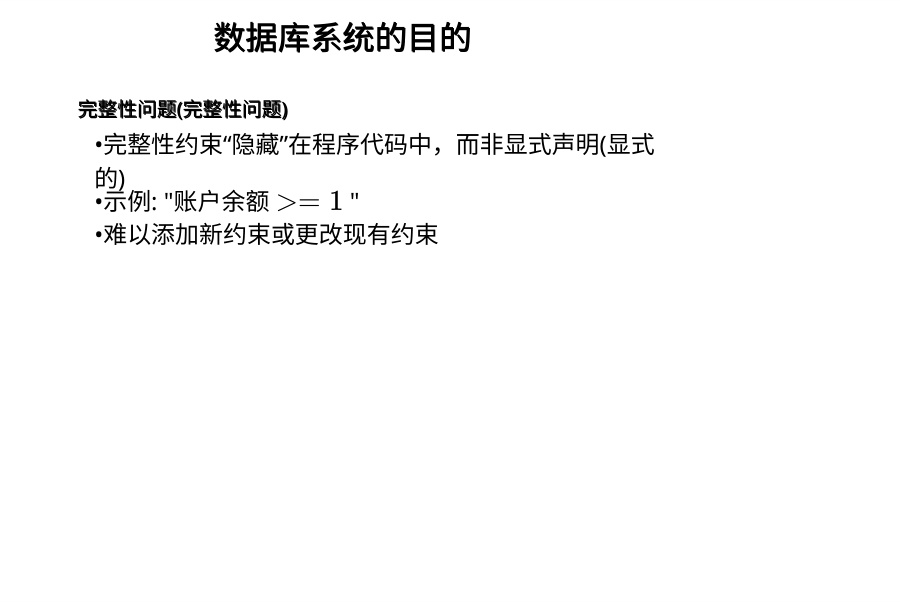 数据库系统的目的
完整性问题(完整性问题)
•完整性约束“隐藏”在程序代码中，而非显式声明(显式
的)
•示例: "账户余额 >= 1 "
•难以添加新约束或更改现有约束